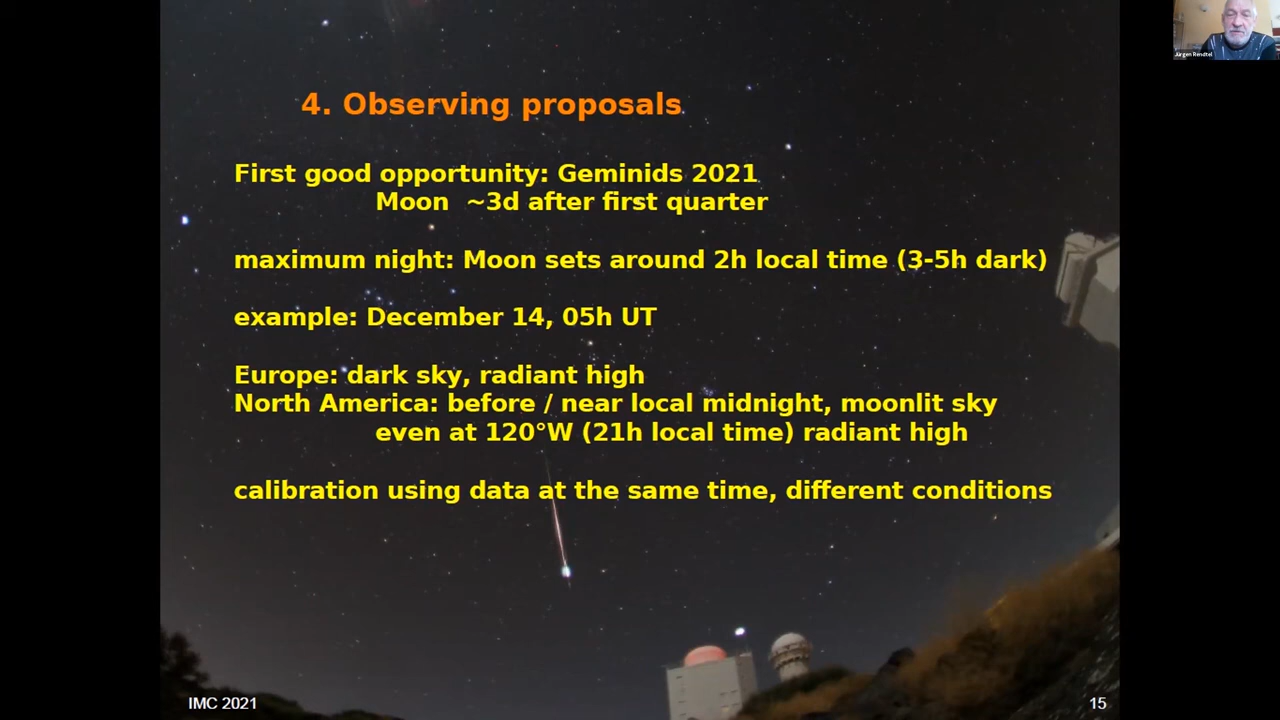 Jürgen Rendtel
4. Observing proposals
First good opportunity: Geminids 2021
Moon ~3d after first quarter
maximum night: Moon sets around 2h local time (3-5h dark)
example: December 14, 05h UT
Europe: dark sky, radiant high
North America: before / near local midnight, moonlit sky
even at 120°W (21h local time) radiant high
calibration using data at the same time, different conditions
IMC 2021
15